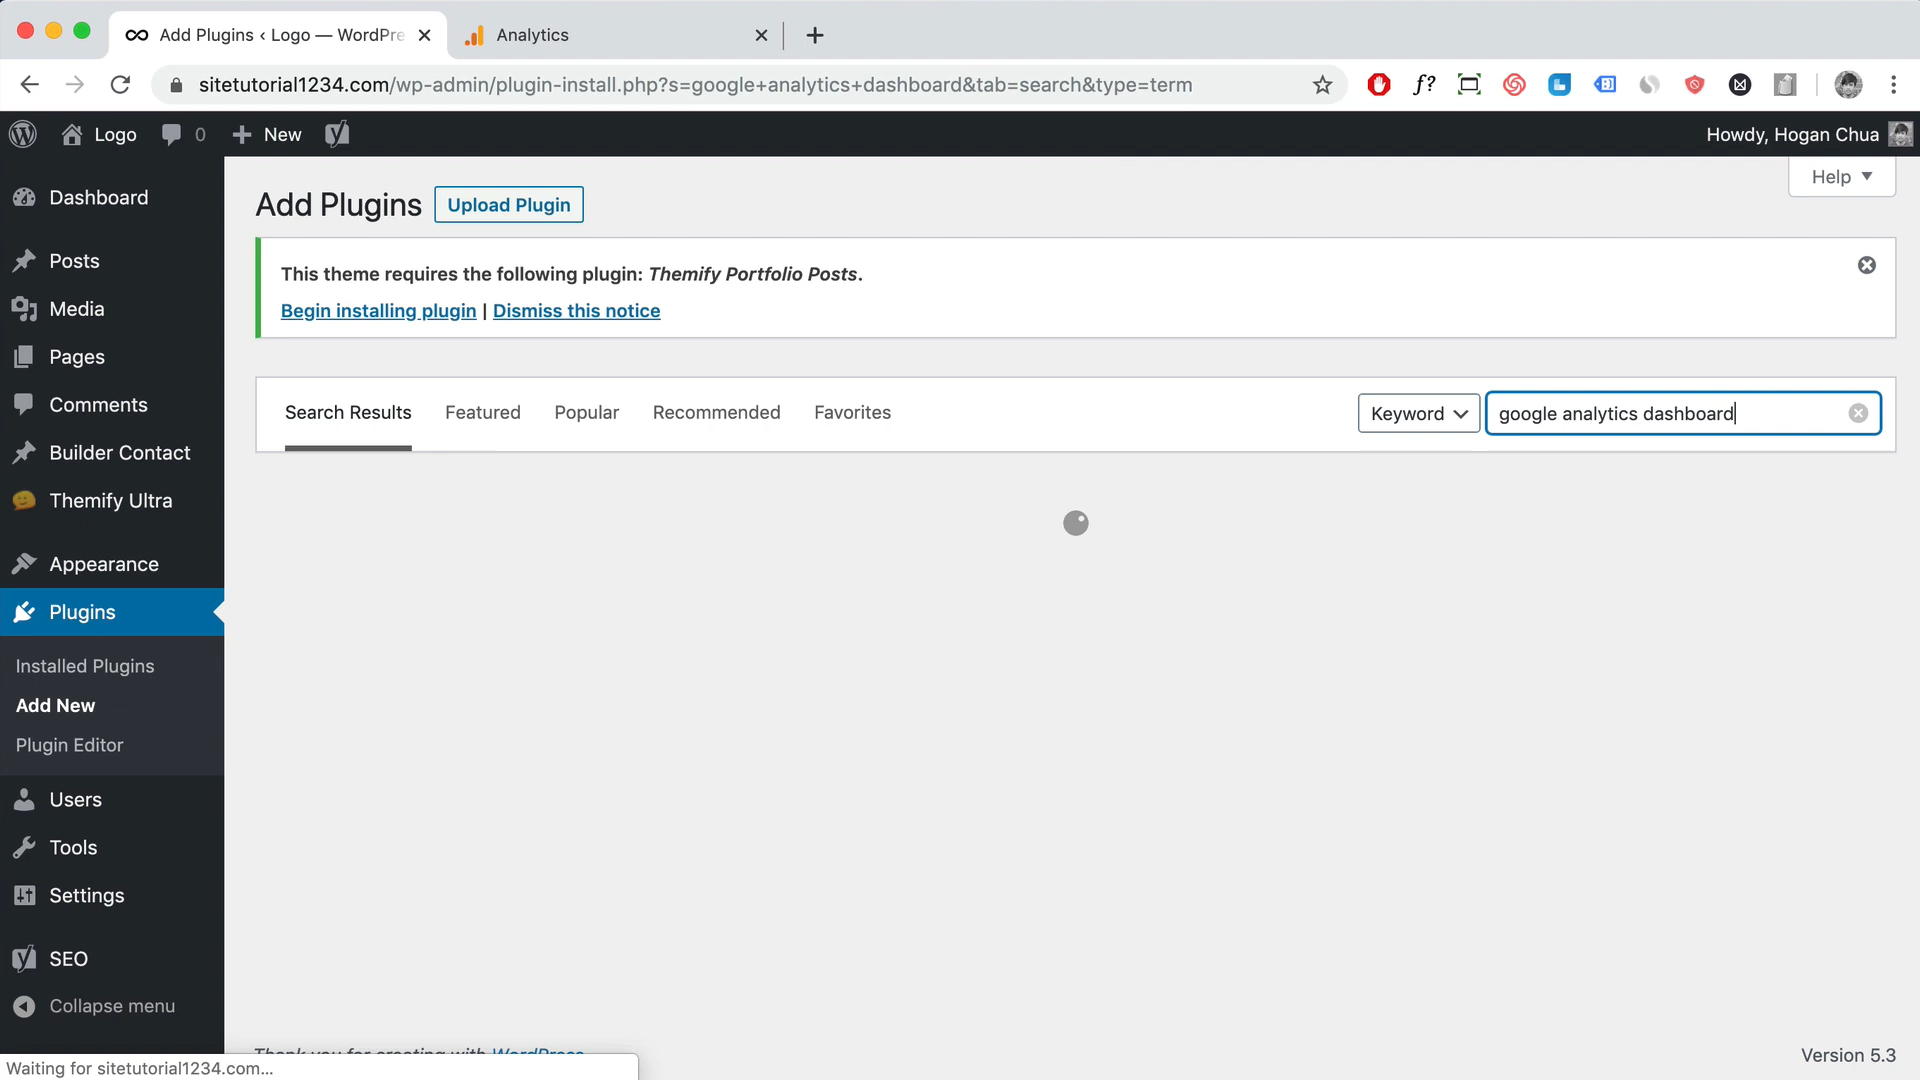 Add Plugins ‹ Logo — WordPre
Analytics
sitetutorial1234.com/wp-admin/plugin-install.php?s=google+analytics+dashboard&tab=search&type=term
Logo
0
New
Howdy, Hogan Chua
Help
Dashboard
Posts
Media
Pages
Comments
Builder Contact
Themify Ultra
Appearance
Plugins
Installed Plugins
Add New
Plugin Editor
Users
Tools
Settings
SEO
Collapse menu
Add Plugins
Upload Plugin
This theme requires the following plugin: Themify Portfolio Posts.
Begin installing plugin | Dismiss this notice
Search Results
Featured
Popular
Recommended
Favorites
Keyword
google analytics dashboard
Thank you for creating with WordPress
Version 5.3
Waiting for sitetutorial1234.com...